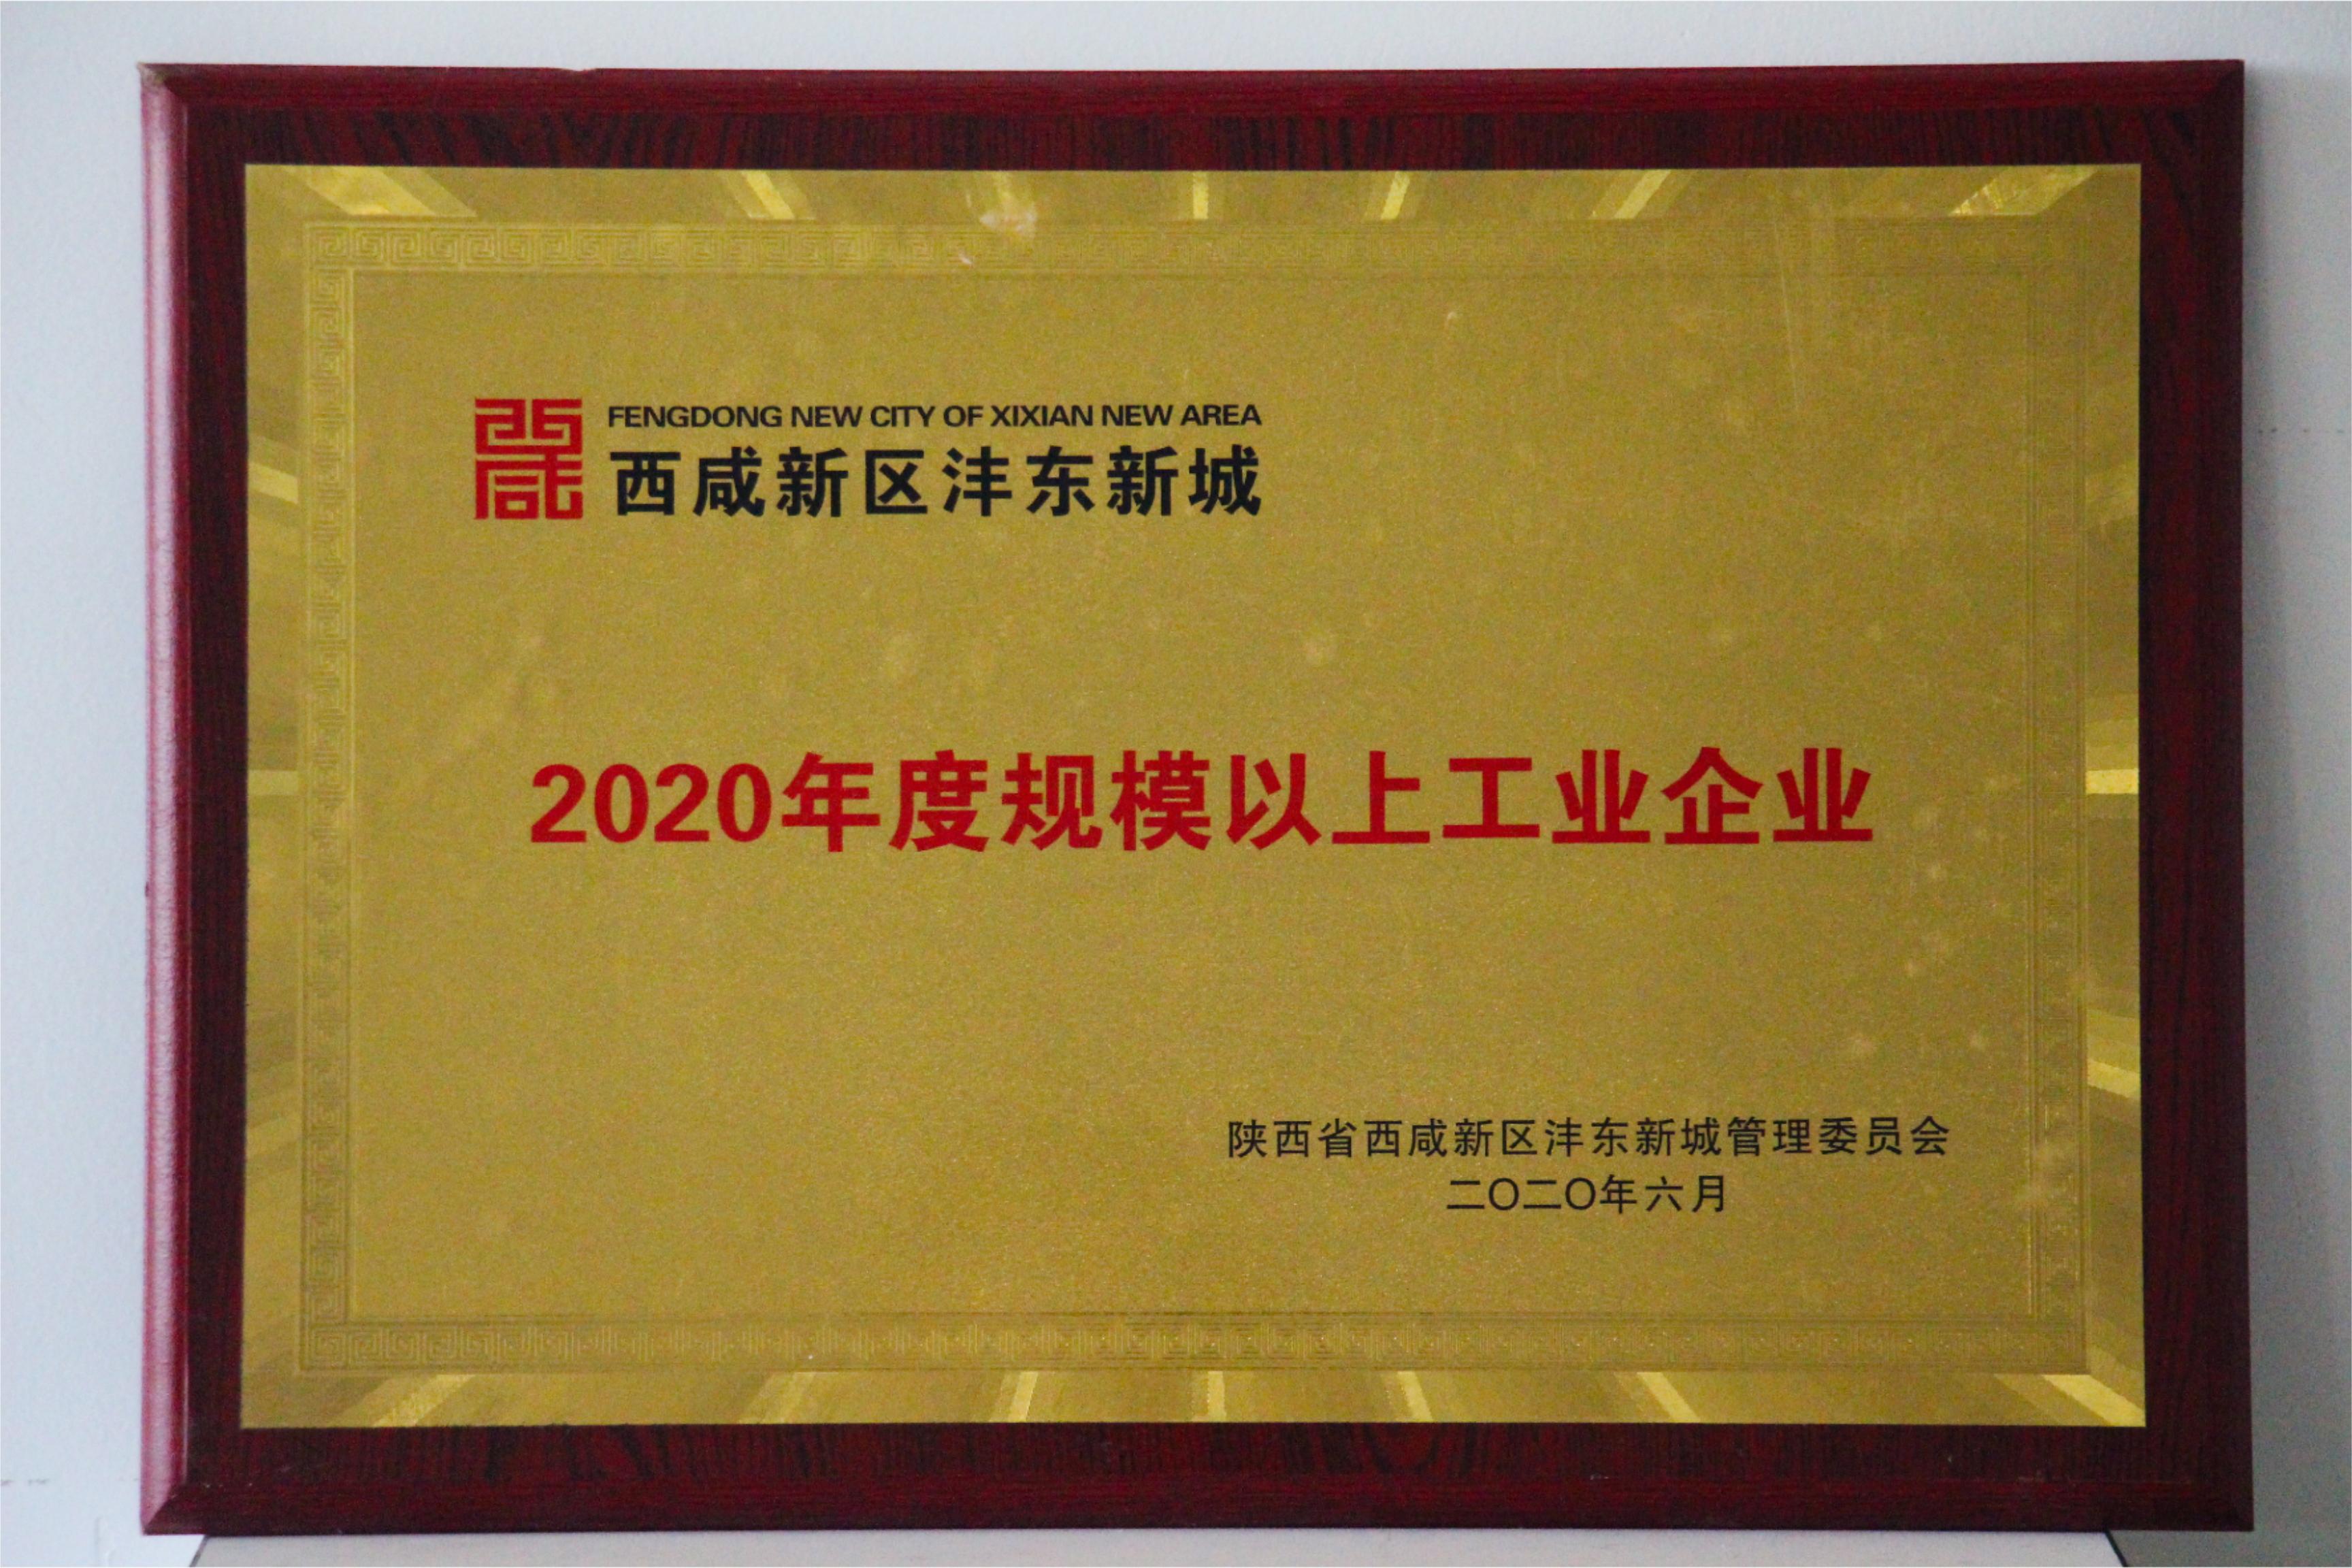 FENGDONG NEW CITY OF XIXIAN NEW AREA
西咸新区沣东新城
2020年度规模以上工业企业
陕西省西咸新区沣东新城管理委员会
二〇二〇年六月